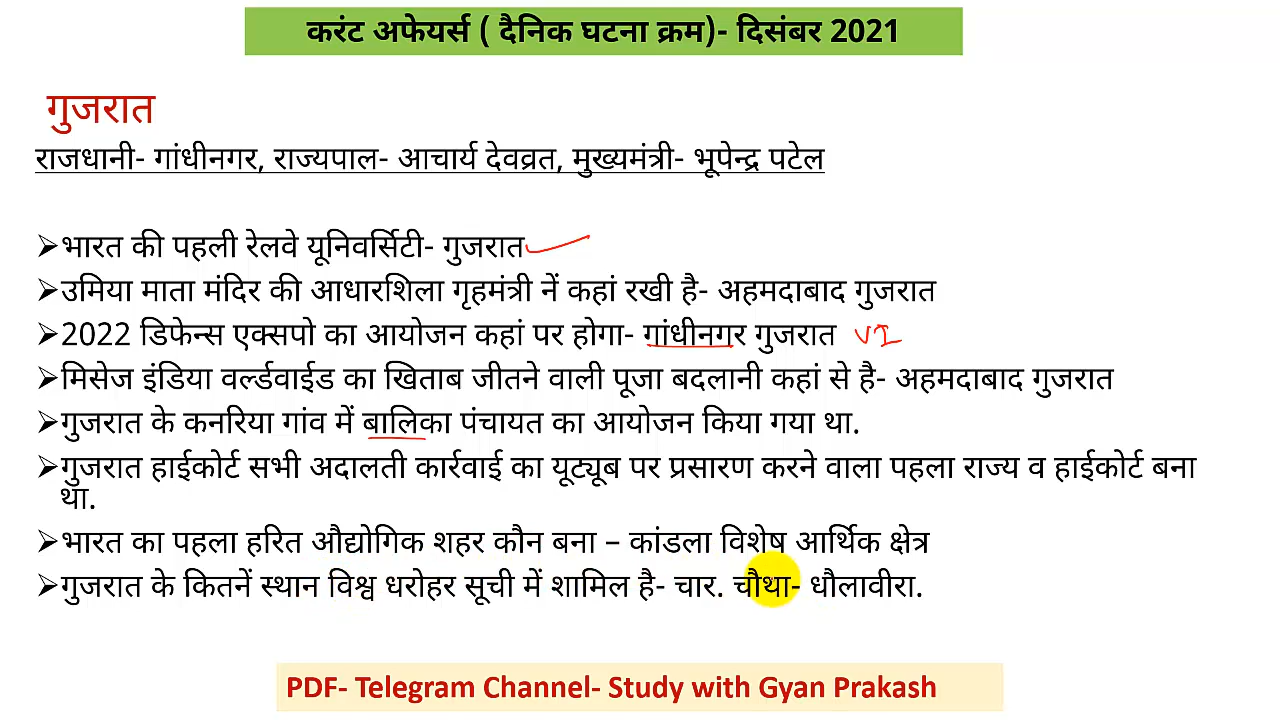 करंट अफेयर्स ( दैनिक घटना क्रम)- दिसंबर 2021
गुजरात
राजधानी- गांधीनगर, राज्यपाल- आचार्य देवव्रत, मुख्यमंत्री- भूपेन्द्र पटेल
➢भारत की पहली रेलवे यूनिवर्सिटी- गुजरात
➢उमिया माता मंदिर की आधारशिला गृहमंत्री नें कहां रखी है- अहमदाबाद गुजरात
➢2022 डिफेन्स एक्सपो का आयोजन कहां पर होगा- गांधीनगर गुजरात VI
➢मिसेज इंडिया वर्ल्डवाईड का खिताब जीतने वाली पूजा बदलानी कहां से है- अहमदाबाद गुजरात
➢गुजरात के कनरिया गांव में बालिका पंचायत का आयोजन किया गया था.
➢गुजरात हाईकोर्ट सभी अदालती कार्रवाई का यूट्यूब पर प्रसारण करने वाला पहला राज्य व हाईकोर्ट बना
था.
➢भारत का पहला हरित औद्योगिक शहर कौन बना – कांडला विशेष आर्थिक क्षेत्र
➢गुजरात के कितनें स्थान विश्व धरोहर सूची में शामिल है- चार. चौथा- धौलावीरा.
PDF- Telegram Channel- Study with Gyan Prakash